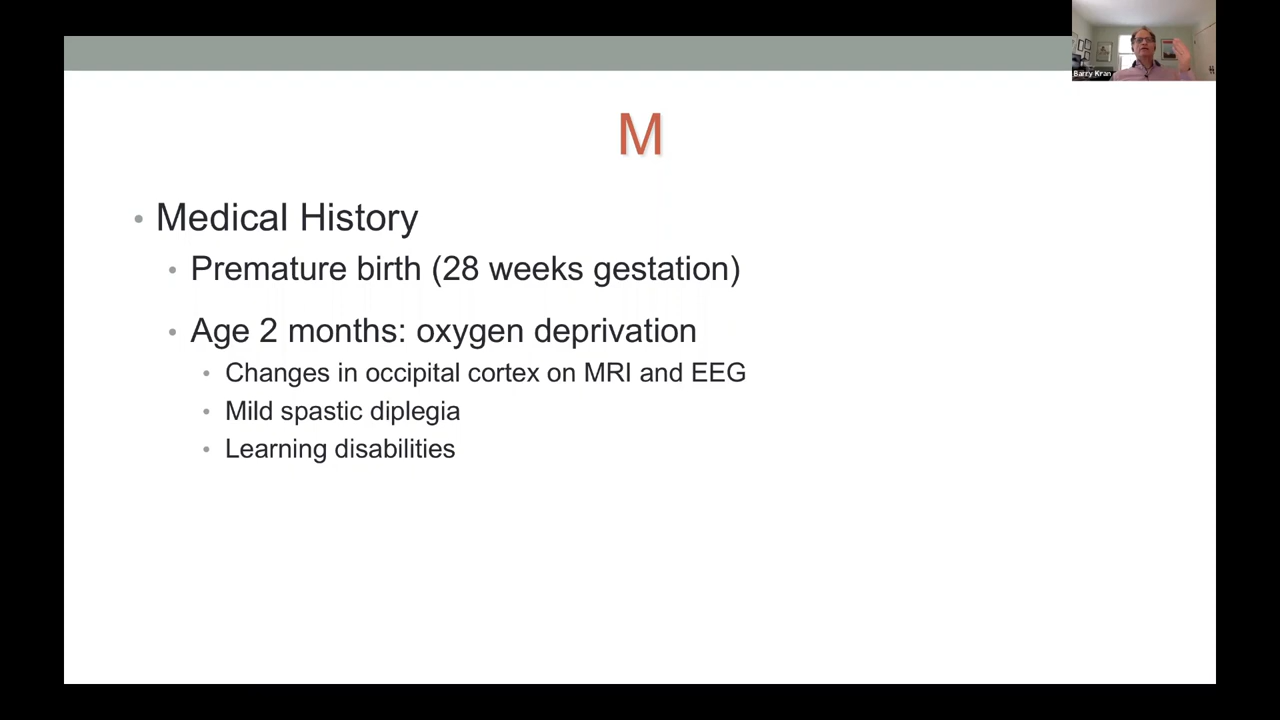 Barry Kran
M
• Medical History
• Premature birth (28 weeks gestation)
• Age 2 months: oxygen deprivation
• Changes in occipital cortex on MRI and EEG
• Mild spastic diplegia
• Learning disabilities